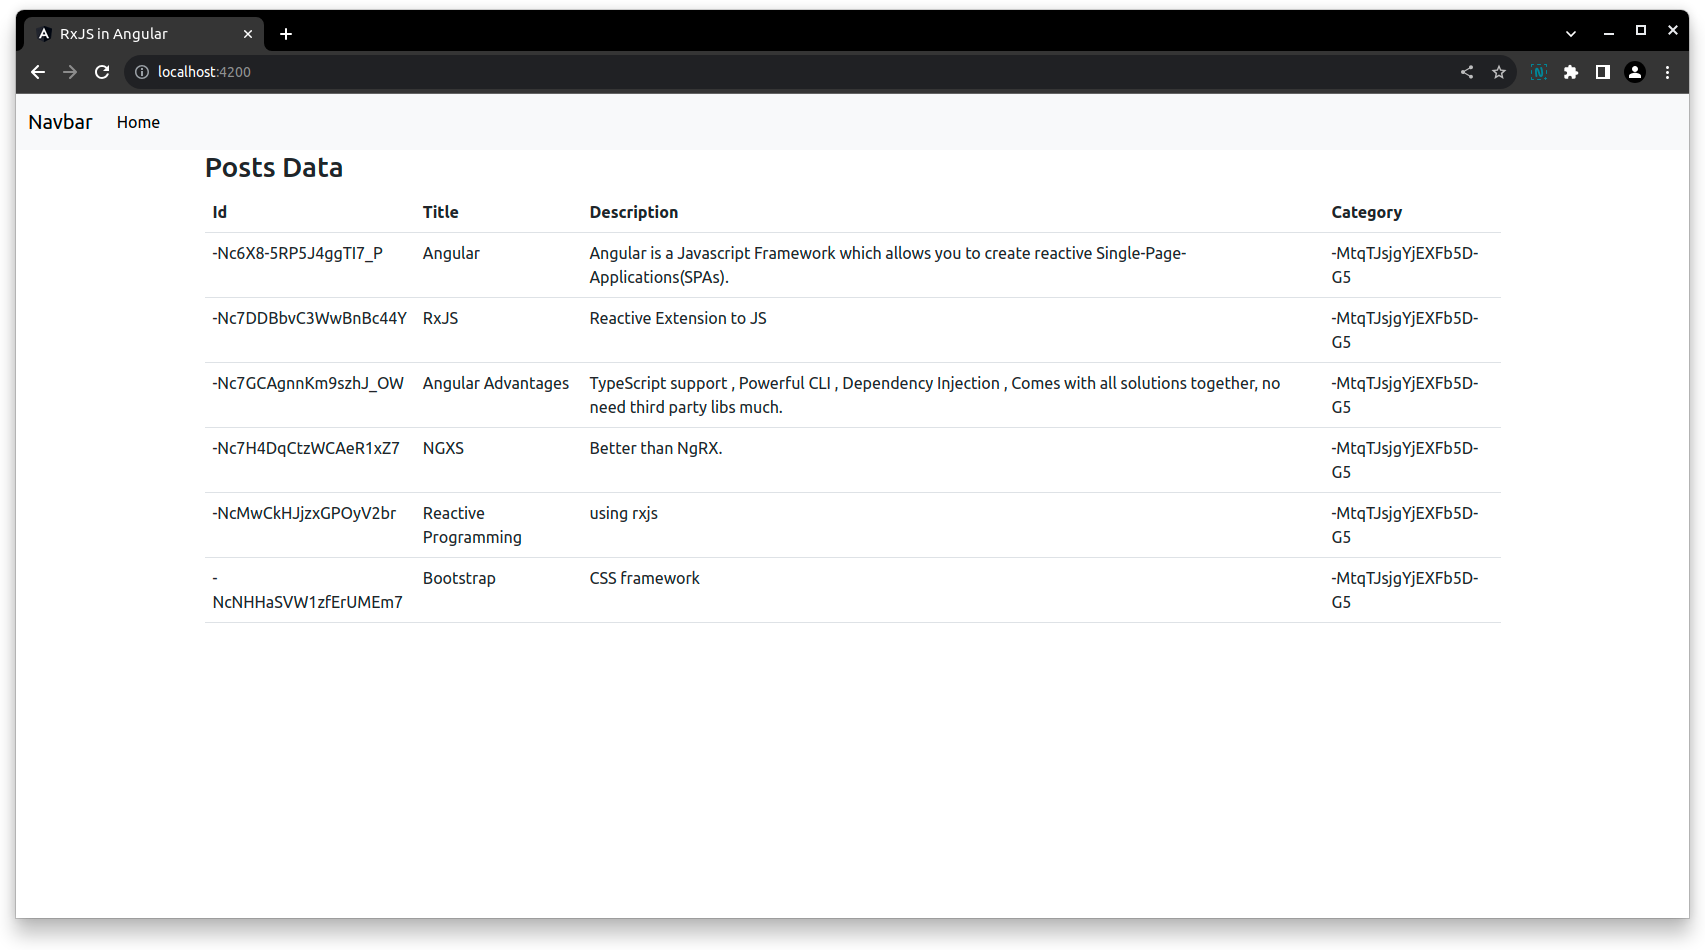 RxJS in Angular
localhost:4200
Navbar Home
Posts Data
Id Title Description Category
-Nc6X8-5RP5J4ggTI7_P Angular Angular is a Javascript Framework which allows you to create reactive Single-Page- -MtqTJsjgYjEXFb5D-
Applications(SPAs). G5
-Nc7DDBbvC3WwBnBc44Y RxJS Reactive Extension to JS -MtqTJsjgYjEXFb5D-
G5
-Nc7GCAgnnKm9szhJ_OW Angular Advantages TypeScript support , Powerful CLI , Dependency Injection , Comes with all solutions together, no -MtqTJsjgYjEXFb5D-
need third party libs much. G5
-Nc7H4DqCtzWCAeR1xZ7 NGXS Better than NgRX. -MtqTJsjgYjEXFb5D-
G5
-NcMwCkHJjzxGPOyV2br Reactive using rxjs -MtqTJsjgYjEXFb5D-
Programming G5
- Bootstrap CSS framework -MtqTJsjgYjEXFb5D-
NcNHHaSVW1zfErUMEm7 G5